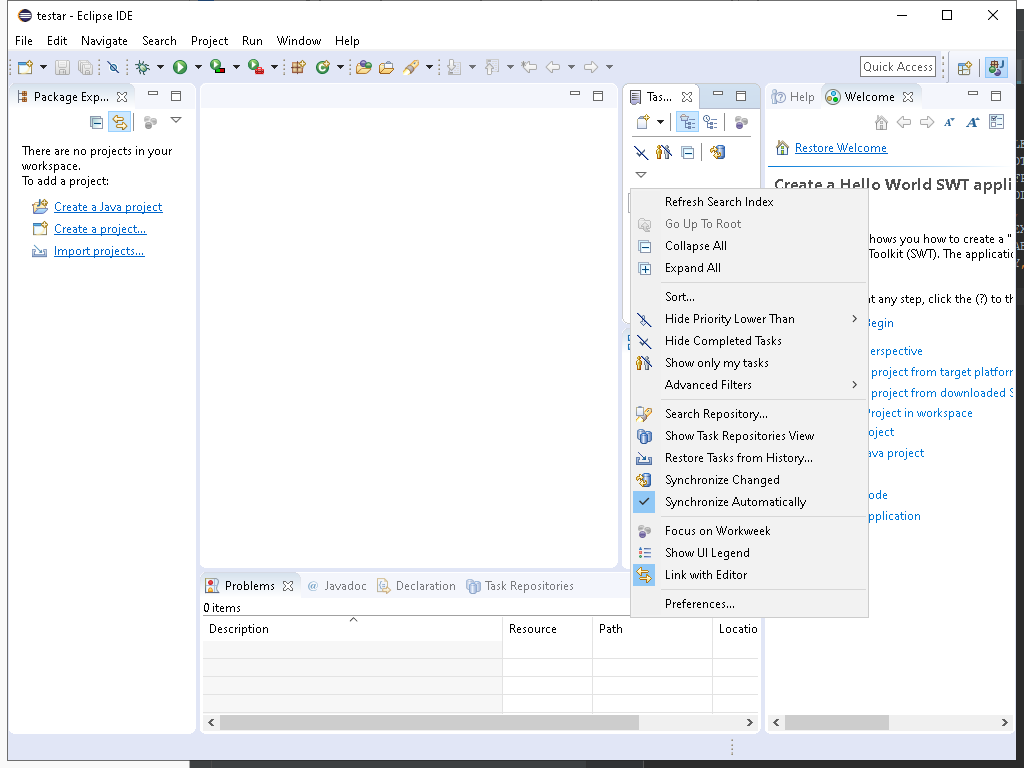 testar - Eclipse IDE
File Edit Navigate Search Project Run Window Help
Quick Access
Package Exp...
There are no projects in your
workspace.
To add a project:
Create a Java project
Create a project...
Import projects...
Tas...
Help
Welcome
Restore Welcome
Create a Hello World SWT appli
hows you how to create a "
Toolkit (SWT). The applicatio
nt any step, click the (?) to th
Begin
erspective
project from target platform
project from downloaded S
Project in workspace
oject
ava project
ode
pplication
Refresh Search Index
Go Up To Root
Collapse All
Expand All
Sort...
Hide Priority Lower Than
Hide Completed Tasks
Show only my tasks
Advanced Filters
Search Repository...
Show Task Repositories View
Restore Tasks from History...
Synchronize Changed
Synchronize Automatically
Focus on Workweek
Show UI Legend
Link with Editor
Preferences...
Problems
Javadoc
Declaration
Task Repositories
0 items
Description Resource Path Locatio